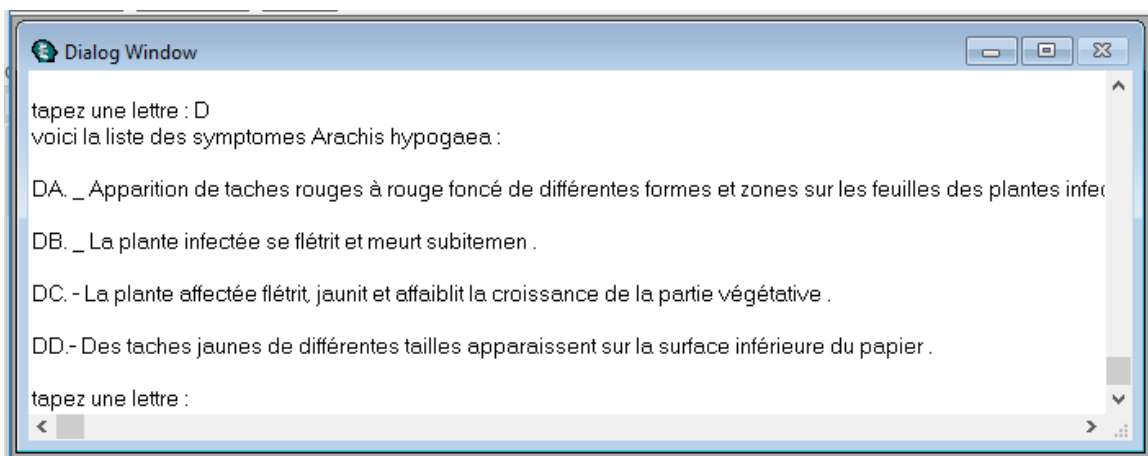 Dialog Window
tapez une lettre : D
voici la liste des symptomes Arachis hypogaea :
DA. _ Apparition de taches rouges à rouge foncé de différentes formes et zones sur les feuilles des plantes infec
DB. _ La plante infectée se flétrit et meurt subitemen .
DC. - La plante affectée flétrit, jaunit et affaiblit la croissance de la partie végétative .
DD.- Des taches jaunes de différentes tailles apparaissent sur la surface inférieure du papier .
tapez une lettre :